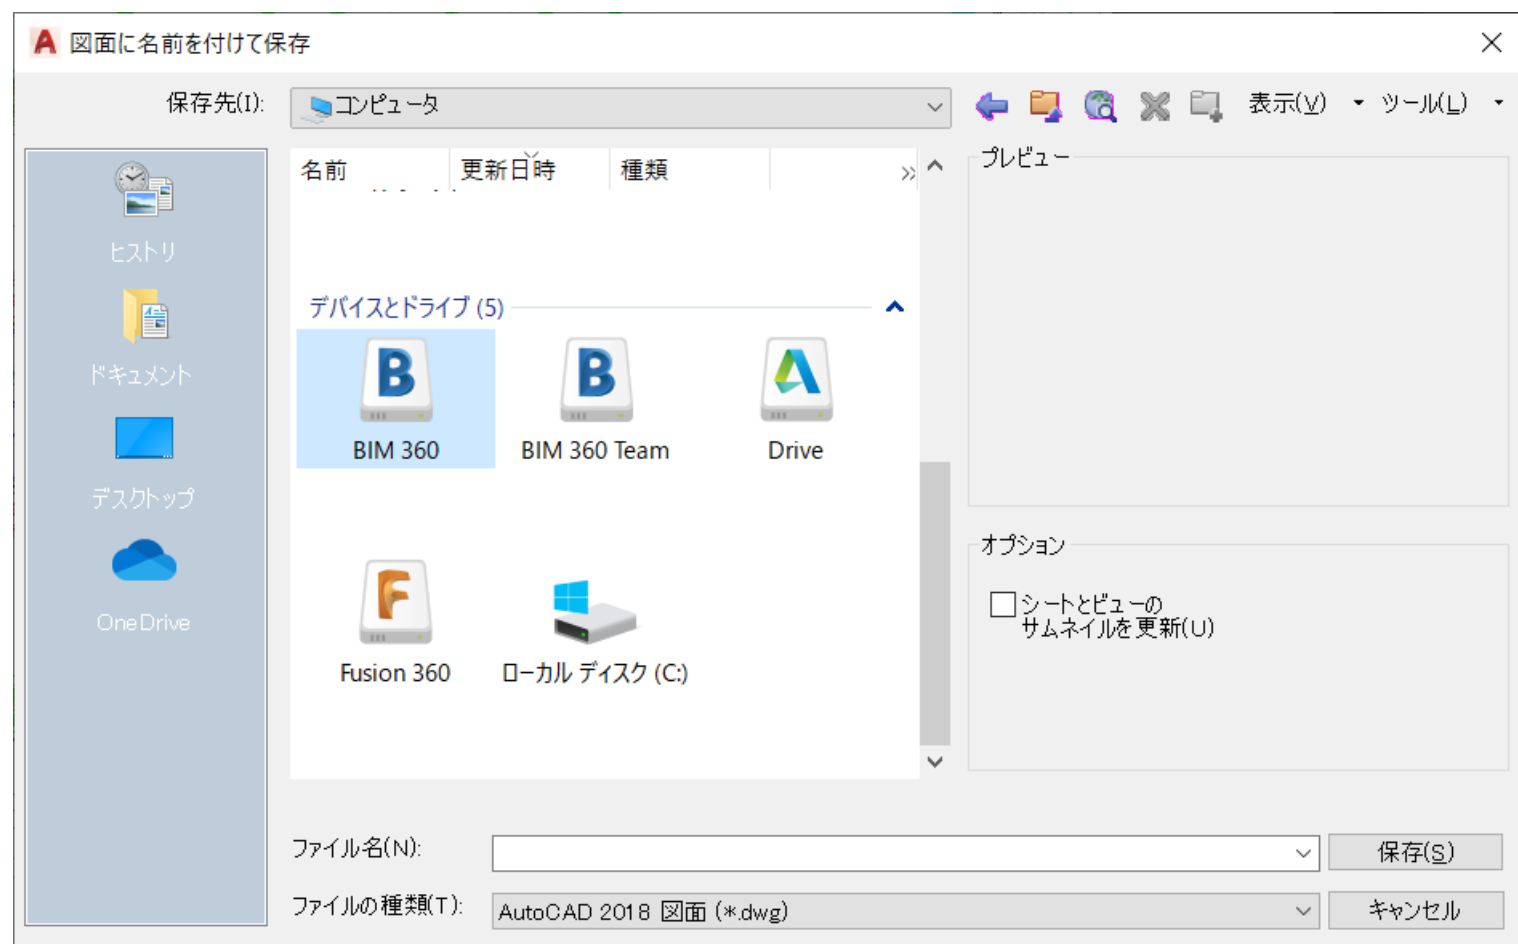 図面に名前を付けて保存
保存先(I):
コンピュータ
表示(V)
ツール(L)
名前
更新日時
種類
プレビュー
ヒストリ
ドキュメント
デスクトップ
OneDrive
デバイスとドライブ (5)
BIM 360
BIM 360 Team
Drive
Fusion 360
ローカル ディスク (C:)
オプション
シートとビューの
サムネイルを更新(U)
ファイル名(N):
保存(S)
ファイルの種類(T):
AutoCAD 2018 図面 (*.dwg)
キャンセル